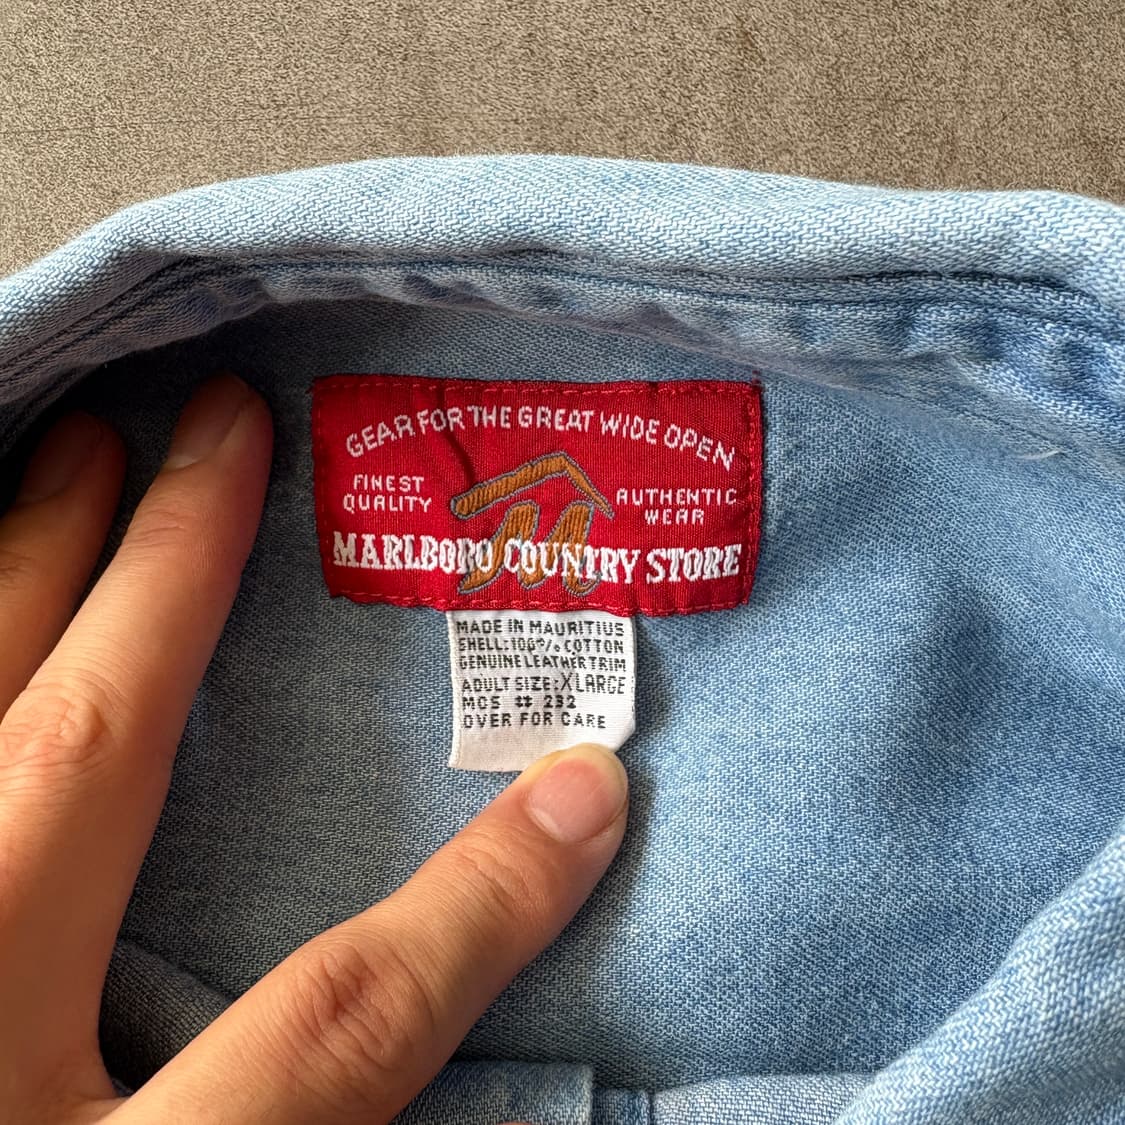 GEAR FOR THE GREAT WIDE OPEN
FINEST
QUALITY
AUTHENTIC
WEAR
MARLBORO COUNTRY STORE
MADE IN MAURITIUS
SHELL:100% COTTON
GENUINE LEATHER TRIM
ADULT SIZE:XLARGE
MCS # 232
OVER FOR CARE